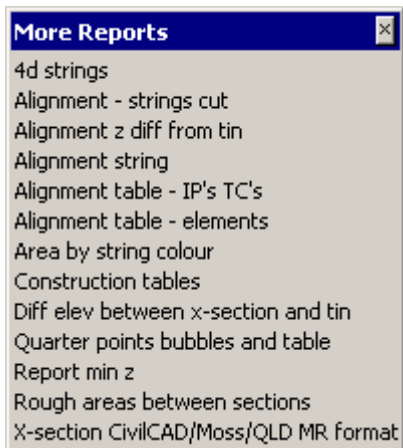 More Reports
4d strings
Alignment - strings cut
Alignment z diff from tin
Alignment string
Alignment table - IP's TC's
Alignment table - elements
Area by string colour
Construction tables
Diff elev between x-section and tin
Quarter points bubbles and table
Report min z
Rough areas between sections
X-section CivilCAD/Moss/QLD MR format